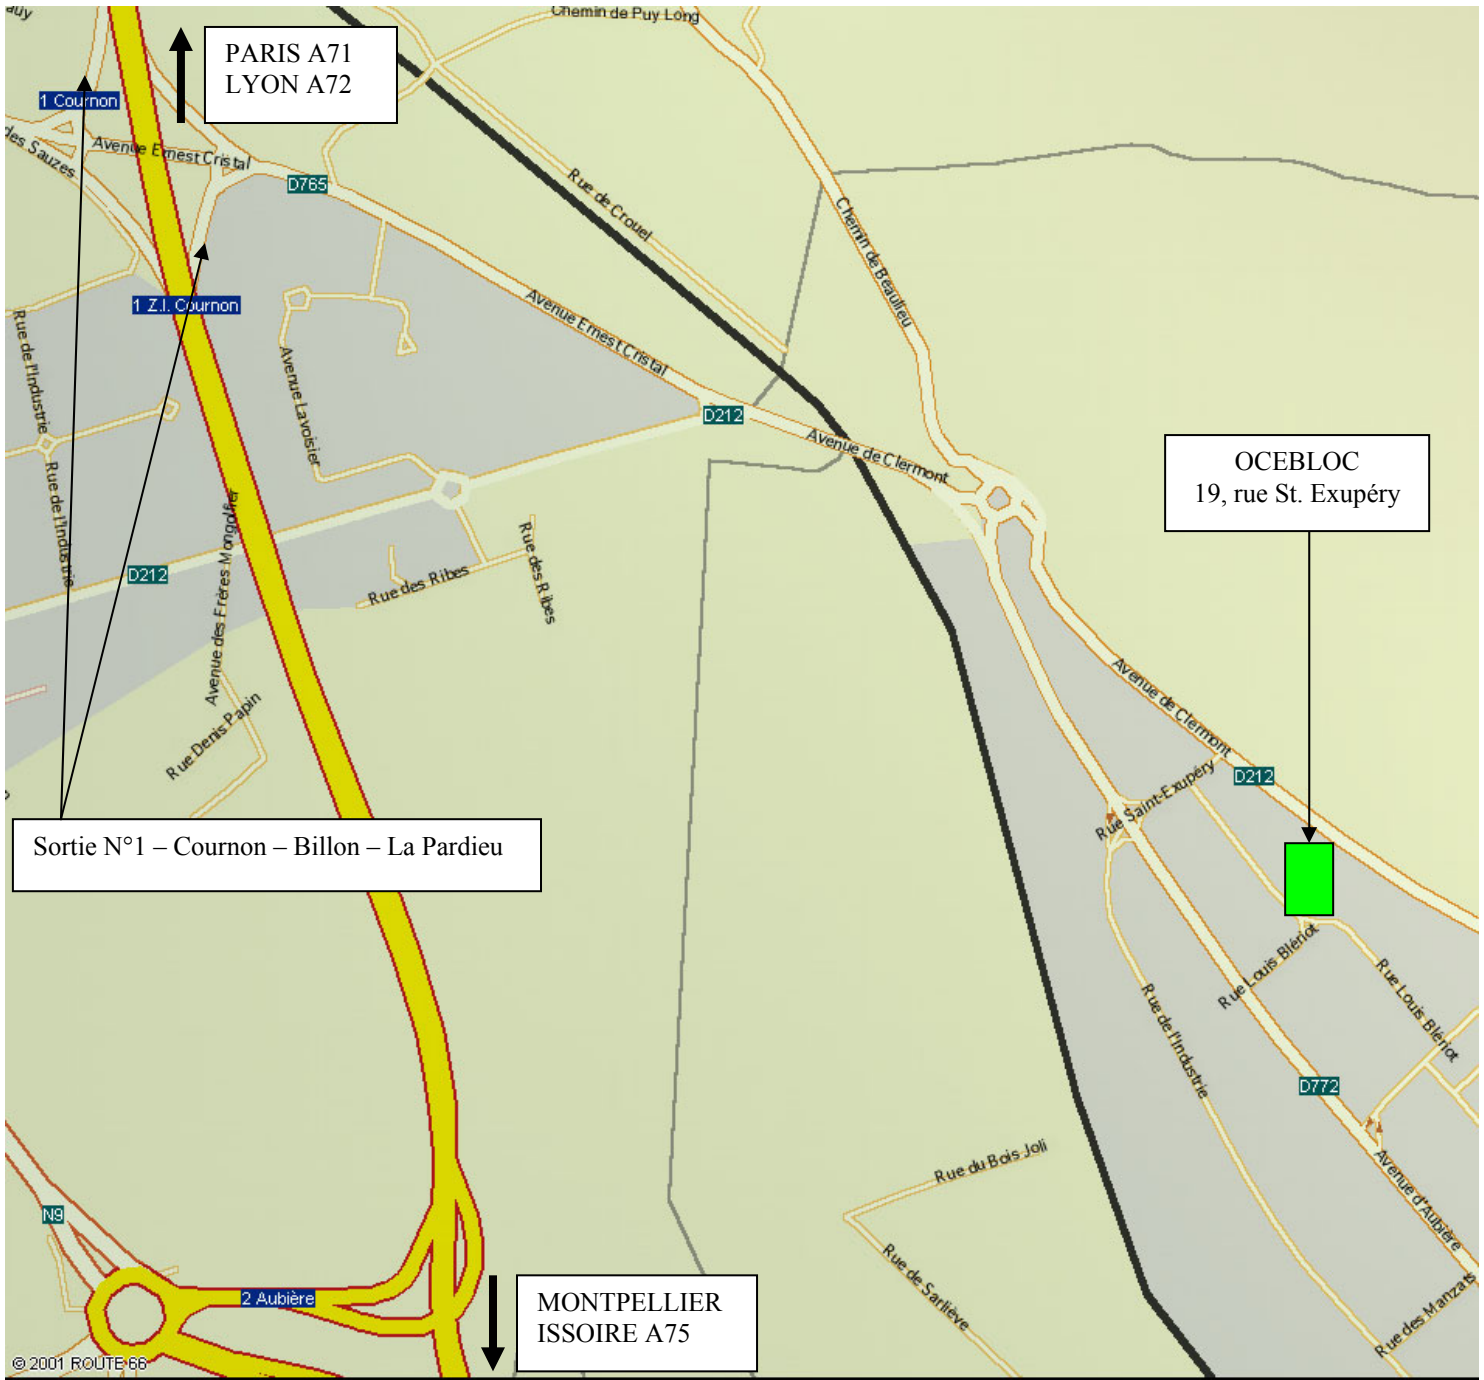 auy
PARIS A71
LYON A72
Chemin de Puy Long
1 Cournon
des Sauzes
Avenue Ernest Cristal
D765
Rue de Crouel
Chemin de Beaulieu
1 Z.I. Cournon
Avenue Ernest Cristal
Rue de l'Industrie
Avenue Lavoisier
D212
Avenue de Clermont
OCEBLOC
19, rue St. Exupéry
Rue de l'Industrie
Avenue des Frères Mongolfier
D212
Rue des Ribes
Rue des Ribes
Rue Denis Papin
Avenue de Clermont
D212
Rue Saint-Exupéry
Sortie N°1 – Cournon – Billon – La Pardieu
Rue Louis Blériot
Rue Louis Blériot
Rue de l'Industrie
D772
Rue du Bois Joli
Avenue d'Aubière
N9
Rue de Sarliève
Rue des Manzats
2 Aubière
MONTPELLIER
ISSOIRE A75
© 2001 ROUTE 66